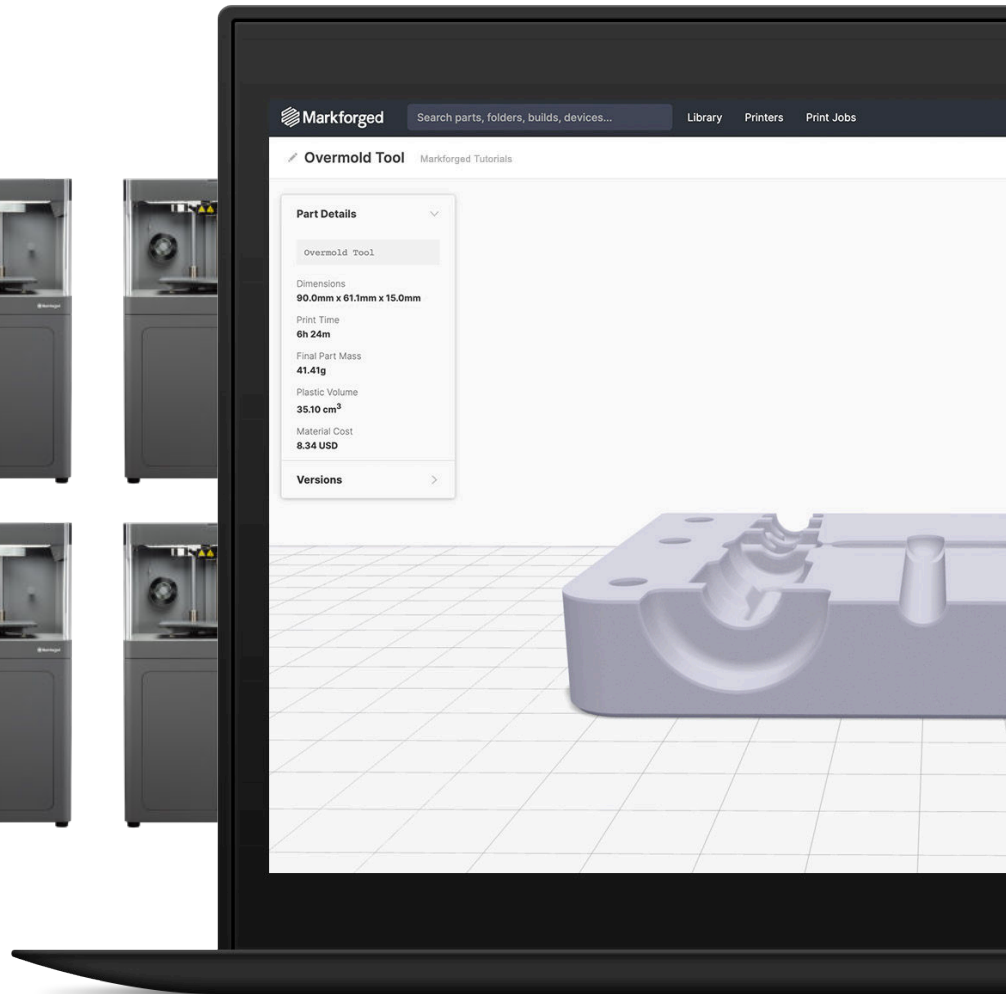 Markforged
Search parts, folders, builds, devices...
Library
Printers
Print Jobs
Overmold Tool
Markforged Tutorials
Part Details
Overmold Tool
Dimensions
90.0mm x 61.1mm x 15.0mm
Print Time
6h 24m
Final Part Mass
41.41g
Plastic Volume
35.10 cm³
Material Cost
8.34 USD
Versions